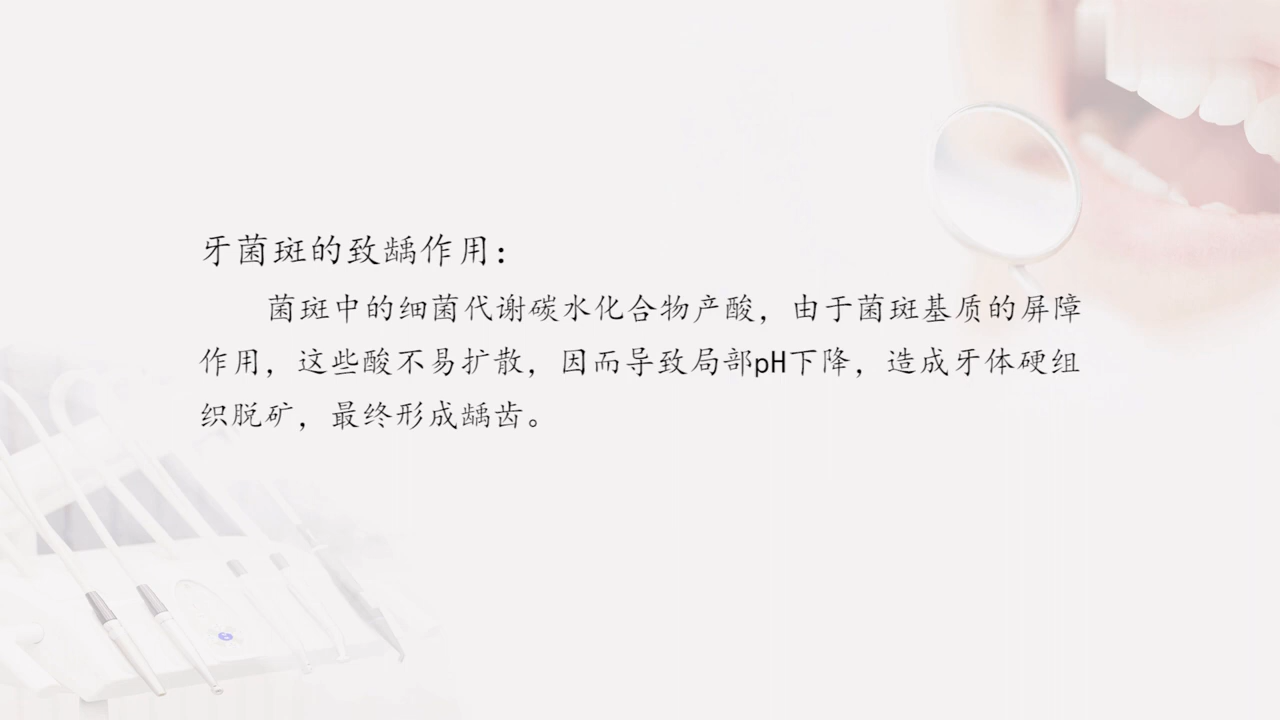 牙菌斑的致龋作用：
菌斑中的细菌代谢碳水化合物产酸，由于菌斑基质的屏障
作用，这些酸不易扩散，因而导致局部pH下降，造成牙体硬组
织脱矿，最终形成龋齿。